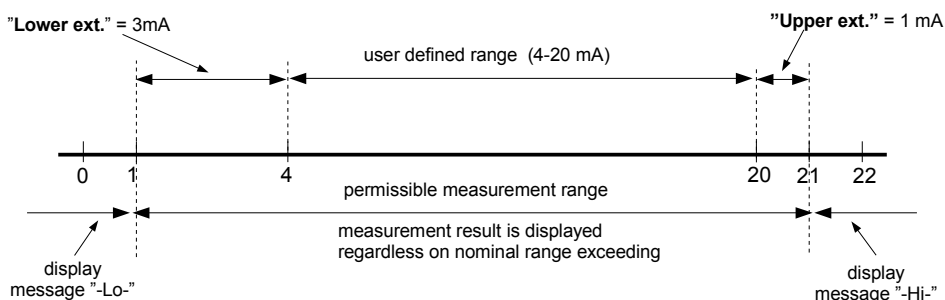 "Lower ext." = 3mA
"Upper ext." = 1 mA
user defined range (4-20 mA)
0 1 4 20 21 22
permissible measurement range
measurement result is displayed
regardless on nominal range exceeding
display
message "-Lo-"
display
message "-Hi-"